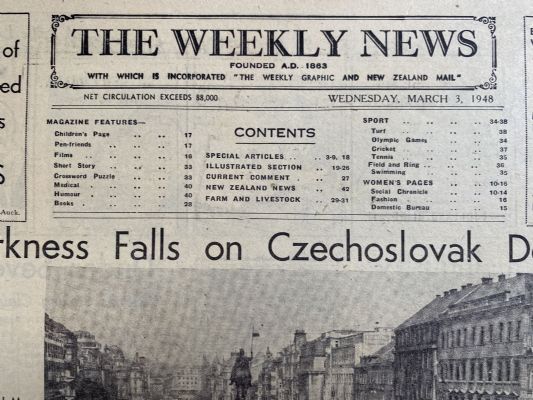 of
ed
s
Auck.
THE WEEKLY NEWS
FOUNDED A.D. 1863
WITH WHICH IS INCORPORATED "THE WEEKLY GRAPHIC AND NEW ZEALAND MAIL"
NET CIRCULATION EXCEEDS 88,000
WEDNESDAY, MARCH 3, 1948
MAGAZINE FEATURES—
Children's Page .. .. 17
Pen-friends .. .. 17
Films .. .. .. 16
Short Story .. .. 33
Crossword Puzzle .. .. 33
Medical .. .. .. 40
Humour .. .. .. 40
Books .. .. .. 28
CONTENTS
SPECIAL ARTICLES .. .. 3-9, 18
ILLUSTRATED SECTION .. 19-26
CURRENT COMMENT .. .. 27
NEW ZEALAND NEWS .. .. 42
FARM AND LIVESTOCK .. 29-31
SPORT .. .. .. 34-38
Turf .. .. .. 38
Olympic Games .. .. 34
Cricket .. .. .. 37
Tennis .. .. .. 35
Field and Ring .. .. 36
Swimming .. .. 35
WOMEN'S PAGES .. .. 10-16
Social Chronicle .. .. 10-14
Fashion .. .. .. 16
Domestic Bureau .. .. 15
rkness Falls on Czechoslovak De